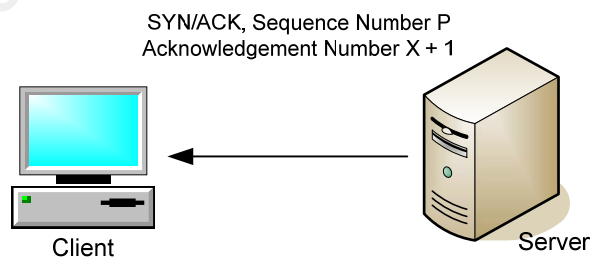 SYN/ACK, Sequence Number P
Acknowledgement Number X + 1
Client
Server